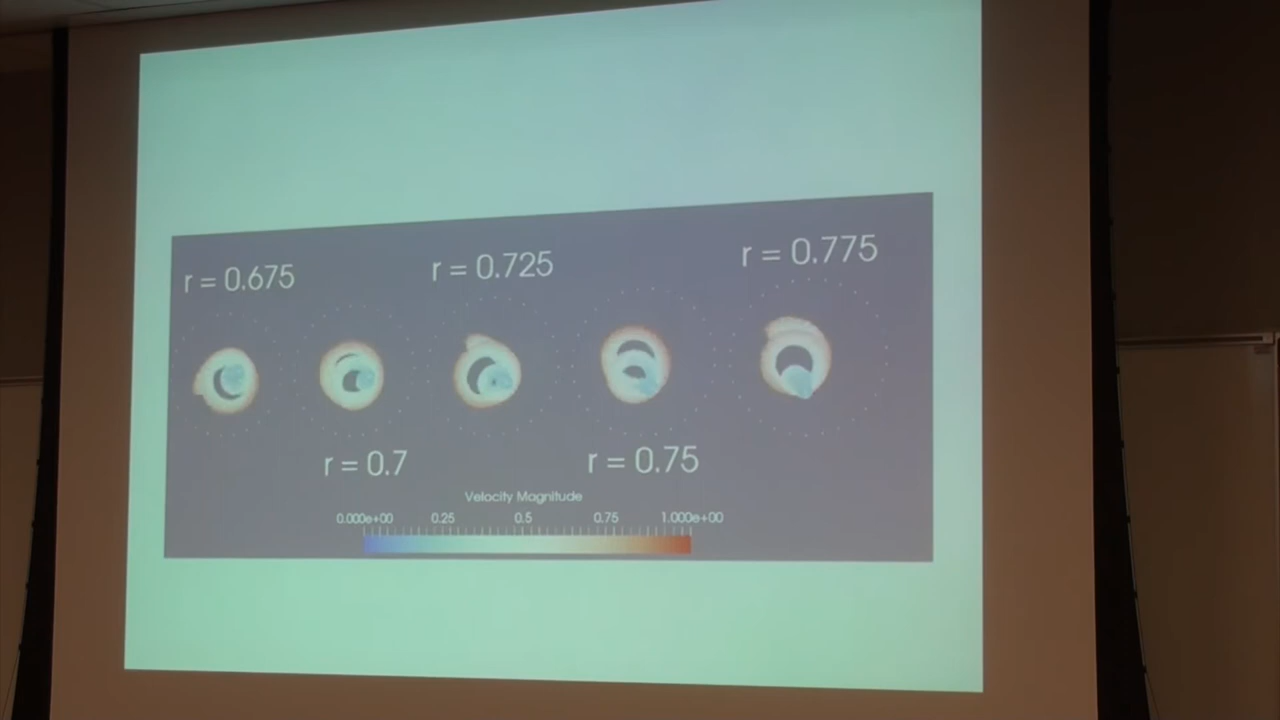 r = 0.675
r = 0.725
r = 0.775
r = 0.7
r = 0.75
Velocity Magnitude
0.000e+00 0.25 0.5 0.75 1.000e+00